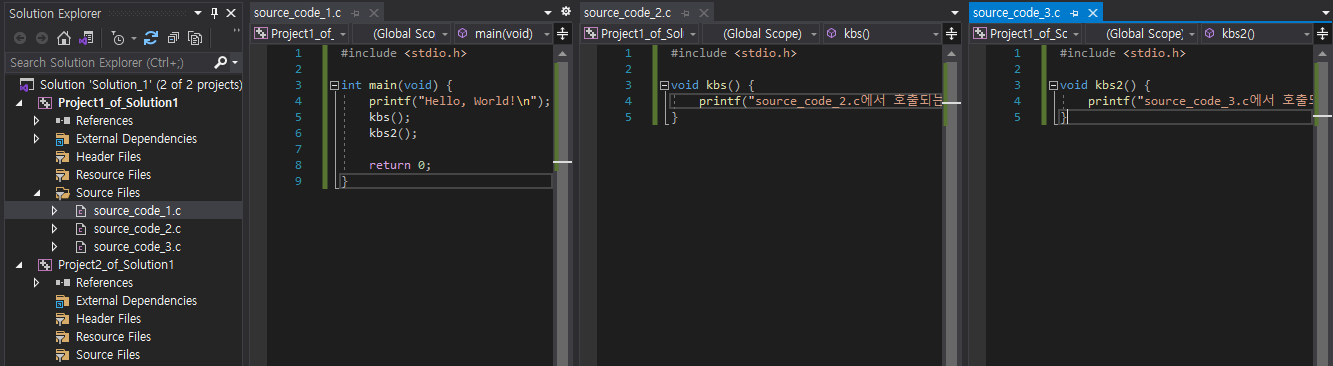 Solution Explorer
Search Solution Explorer (Ctrl+;)
Solution 'Solution_1' (2 of 2 projects)
Project1_of_Solution1
References
External Dependencies
Header Files
Resource Files
Source Files
source_code_1.c
source_code_2.c
source_code_3.c
Project2_of_Solution1
References
External Dependencies
Header Files
Resource Files
Source Files
source_code_1.c
Project1_of_ (Global Sco main(void)
1 #include <stdio.h>
2
3 int main(void) {
4 printf("Hello, World!\n");
5 kbs();
6 kbs2();
7
8 return 0;
9 }
source_code_2.c
Project1_of_Sol (Global Scope) kbs()
1 #include <stdio.h>
2
3 void kbs() {
4 printf("source_code_2.c에서 호출되는
5 }
source_code_3.c
Project1_of_Sc (Global Scope) kbs2()
1 #include <stdio.h>
2
3 void kbs2() {
4 printf("source_code_3.c에서 호출
5 }